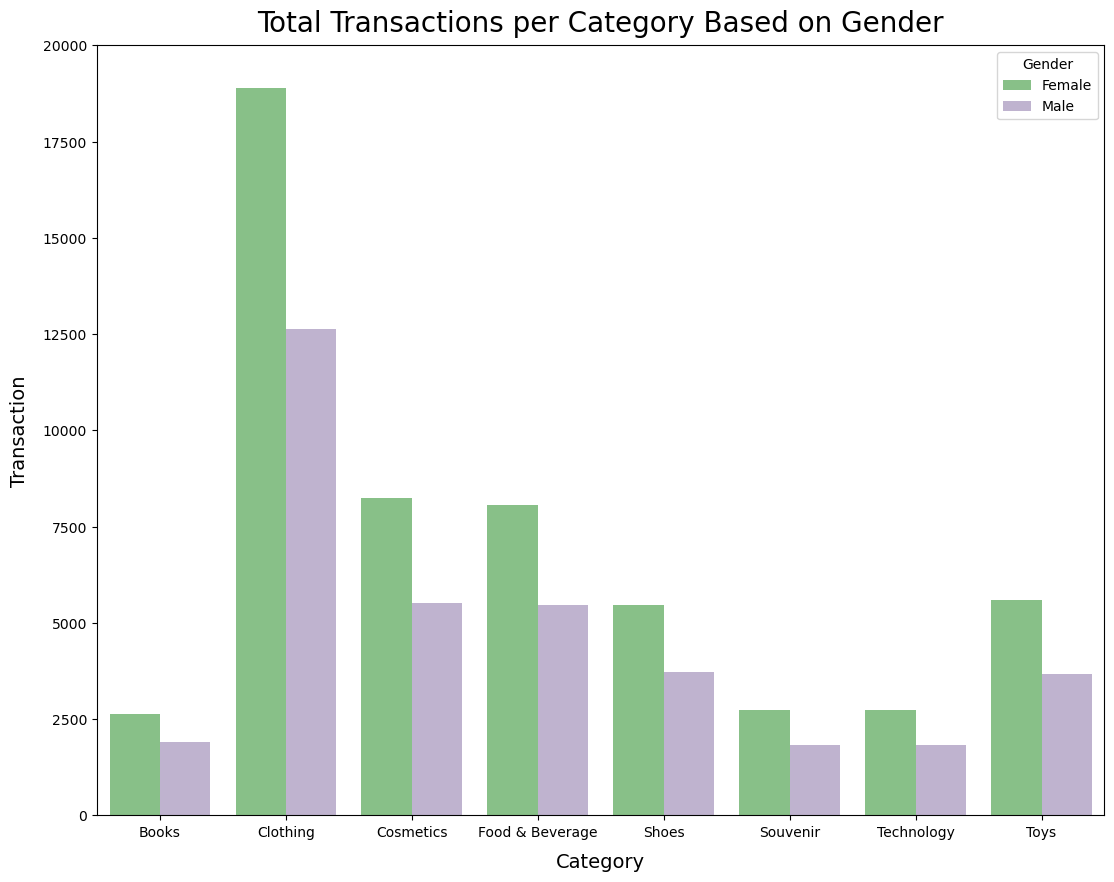 Total Transactions per Category Based on Gender
Gender
Female
Male
20000
17500
15000
12500
10000
7500
5000
2500
0
Transaction
Books Clothing Cosmetics Food & Beverage Shoes Souvenir Technology Toys
Category